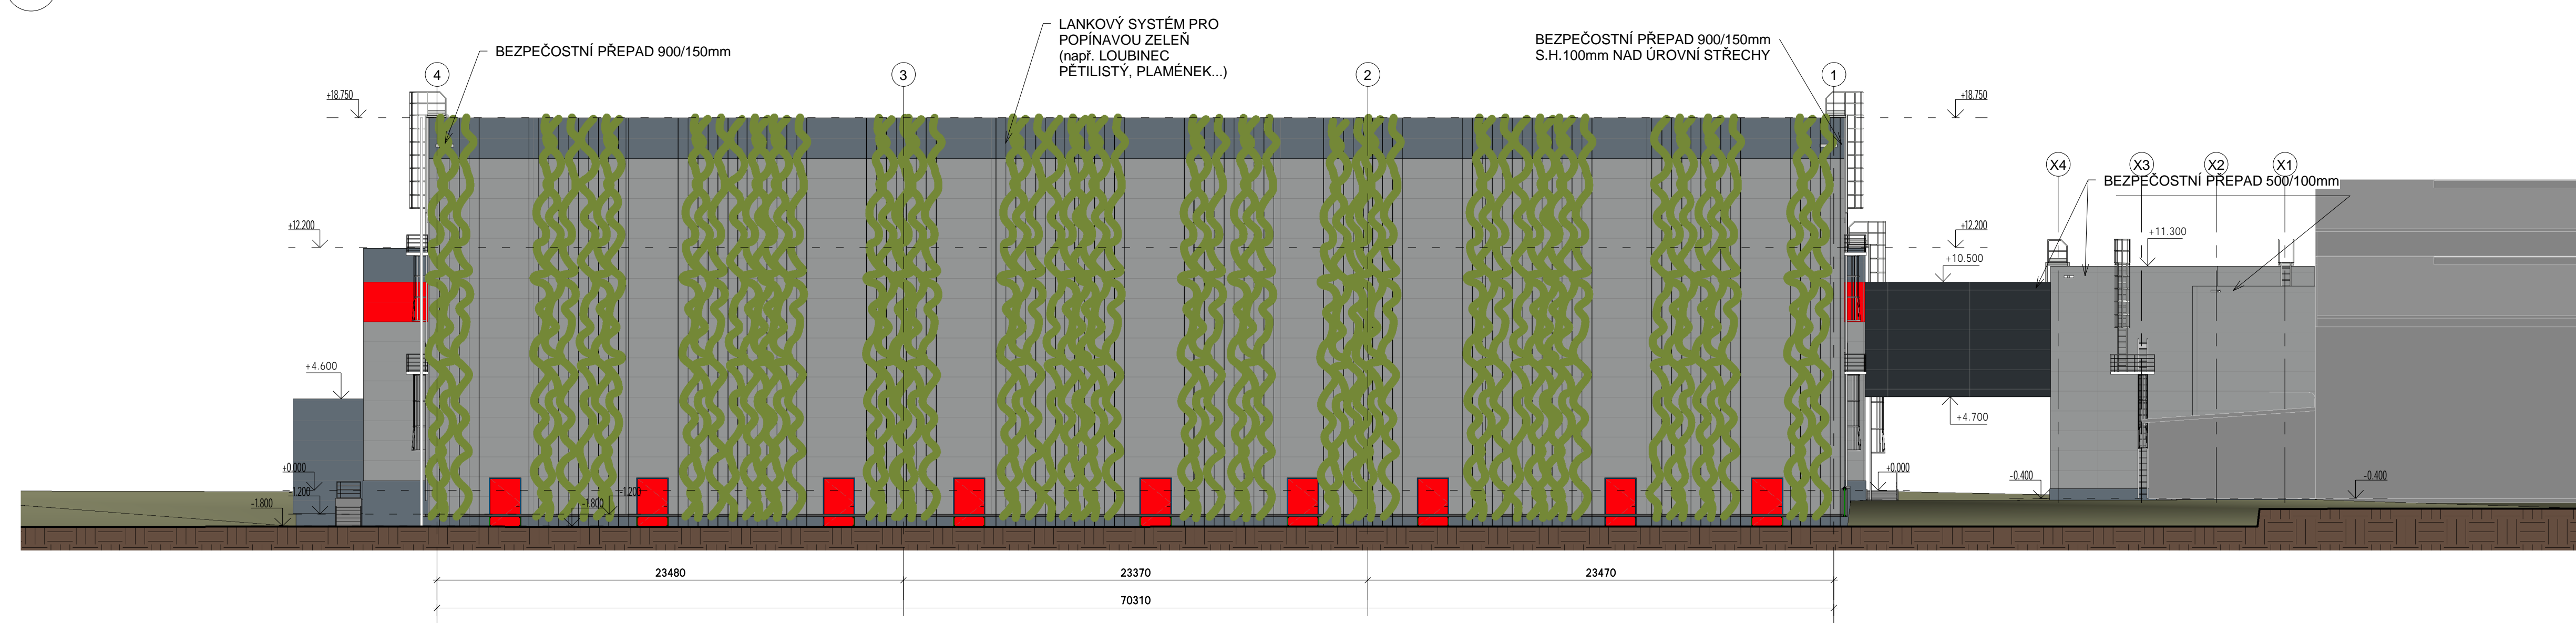 LANKOVÝ SYSTÉM PRO
POPÍNAVOU ZELEŇ
(např. LOUBINEC
PĚTILISTÝ, PLAMÉNEK...)
BEZPEČOSTNÍ PŘEPAD 900/150mm
BEZPEČOSTNÍ PŘEPAD 900/150mm
S.H.100mm NAD ÚROVNÍ STŘECHY
4
3
2
1
+18.750
+18.750
X4
X3
X2
X1
BEZPEČOSTNÍ PŘEPAD 500/100mm
+12.200
+12.200
+11.300
+10.500
+4.600
+4.700
+0.000
-1.200
-1.800
-1.800
-1.200
+0.000
-0.400
-0.400
23480
23370
23470
70310